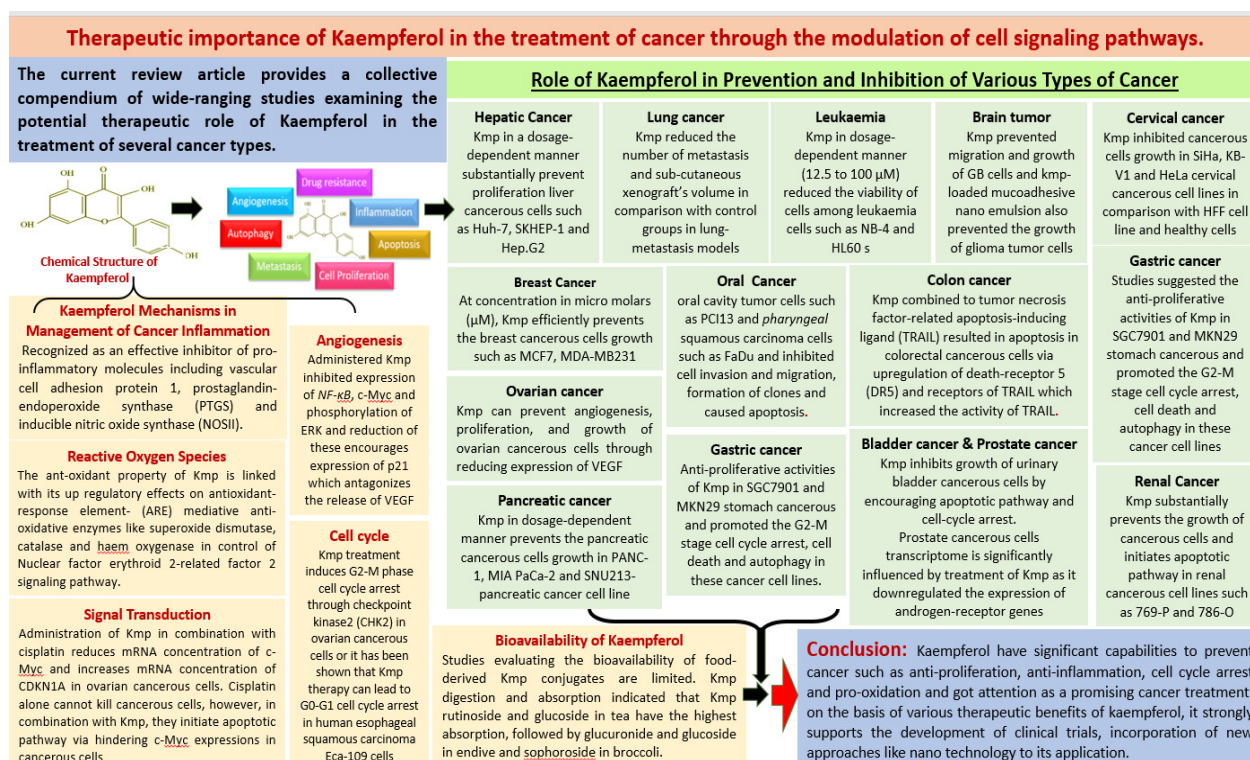 Therapeutic importance of Kaempferol in the treatment of cancer through the modulation of cell signaling pathways.
The current review article provides a collective
compendium of wide-ranging studies examining the
potential therapeutic role of Kaempferol in the
treatment of several cancer types.
OH
O
OH
HO
O
OH
Chemical Structure of
Kaempferol
Drug resistance
Angiogenesis
Inflammation
Autophagy
Apoptosis
Metastasis
Cell Proliferation
Kaempferol Mechanisms in
Management of Cancer Inflammation
Recognized as an effective inhibitor of pro-
inflammatory molecules including vascular
cell adhesion protein 1, prostaglandin-
endoperoxide synthase (PTGS) and
inducible nitric oxide synthase (NOSII).
Reactive Oxygen Species
The ant-oxidant property of Kmp is linked
with its up regulatory effects on antioxidant-
response element- (ARE) mediative anti-
oxidative enzymes like superoxide dismutase,
catalase and haem oxygenase in control of
Nuclear factor erythroid 2-related factor 2
signaling pathway.
Signal Transduction
Administration of Kmp in combination with
cisplatin reduces mRNA concentration of c-
Myc and increases mRNA concentration of
CDKN1A in ovarian cancerous cells. Cisplatin
alone cannot kill cancerous cells, however, in
combination with Kmp, they initiate apoptotic
pathway via hindering c-Myc expressions in
cancerous cells
Angiogenesis
Administered Kmp
inhibited expression
of NF-κB, c-Myc and
phosphorylation of
ERK and reduction of
these encourages
expression of p21
which antagonizes
the release of VEGF
Cell cycle
Kmp treatment
induces G2-M phase
cell cycle arrest
through checkpoint
kinase2 (CHK2) in
ovarian cancerous
cells or it has been
shown that Kmp
therapy can lead to
G0-G1 cell cycle arrest
in human esophageal
squamous carcinoma
Eca-109 cells
Role of Kaempferol in Prevention and Inhibition of Various Types of Cancer
Hepatic Cancer
Kmp in a dosage-
dependent manner
substantially prevent
proliferation liver
cancerous cells such
as Huh-7, SKHEP-1 and
Hep.G2
Lung cancer
Kmp reduced the
number of metastasis
and sub-cutaneous
xenograft's volume in
comparison with control
groups in lung-
metastasis models
Leukaemia
Kmp in dosage-
dependent manner
(12.5 to 100 μM)
reduced the viability of
cells among leukaemia
cells such as NB-4 and
HL60 s
Brain tumor
Kmp prevented
migration and growth
of GB cells and kmp-
loaded mucoadhesive
nano emulsion also
prevented the growth
of glioma tumor cells
Cervical cancer
Kmp inhibited cancerous
cells growth in SiHa, KB-
V1 and HeLa cervical
cancerous cell lines in
comparison with HFF cell
line and healthy cells
Breast Cancer
At concentration in micro molars
(μM), Kmp efficiently prevents
the breast cancerous cells growth
such as MCF7, MDA-MB231
Oral Cancer
oral cavity tumor cells such
as PCI13 and pharyngeal
squamous carcinoma cells
such as FaDu and inhibited
cell invasion and migration,
formation of clones and
caused apoptosis.
Colon cancer
Kmp combined to tumor necrosis
factor-related apoptosis-inducing
ligand (TRAIL) resulted in apoptosis in
colorectal cancerous cells via
upregulation of death-receptor 5
(DR5) and receptors of TRAIL which
increased the activity of TRAIL.
Gastric cancer
Studies suggested the
anti-proliferative
activities of Kmp in
SGC7901 and MKN29
stomach cancerous and
promoted the G2-M
stage cell cycle arrest,
cell death and
autophagy in these
cancer cell lines
Ovarian cancer
Kmp can prevent angiogenesis,
proliferation, and growth of
ovarian cancerous cells through
reducing expression of VEGF
Pancreatic cancer
Kmp in dosage-dependent
manner prevents the pancreatic
cancerous cells growth in PANC-
1, MIA PaCa-2 and SNU213-
pancreatic cancer cell line
Gastric cancer
Anti-proliferative activities
of Kmp in SGC7901 and
MKN29 stomach cancerous
and promoted the G2-M
stage cell cycle arrest, cell
death and autophagy in
these cancer cell lines.
Bladder cancer & Prostate cancer
Kmp inhibits growth of urinary
bladder cancerous cells by
encouraging apoptotic pathway and
cell-cycle arrest.
Prostate cancerous cells
transcriptome is significantly
influenced by treatment of Kmp as it
downregulated the expression of
androgen-receptor genes
Renal Cancer
Kmp substantially
prevents the growth of
cancerous cells and
initiates apoptotic
pathway in renal
cancerous cell lines such
as 769-P and 786-O
Bioavailability of Kaempferol
Studies evaluating the bioavailability of food-
derived Kmp conjugates are limited. Kmp
digestion and absorption indicated that Kmp
rutinoside and glucoside in tea have the highest
absorption, followed by glucuronide and glucoside
in endive and sophoroside in broccoli.
Conclusion: Kaempferol have significant capabilities to prevent
cancer such as anti-proliferation, anti-inflammation, cell cycle arrest
and pro-oxidation and got attention as a promising cancer treatment
on the basis of various therapeutic benefits of kaempferol, it strongly
supports the development of clinical trials, incorporation of new
approaches like nano technology to its application.